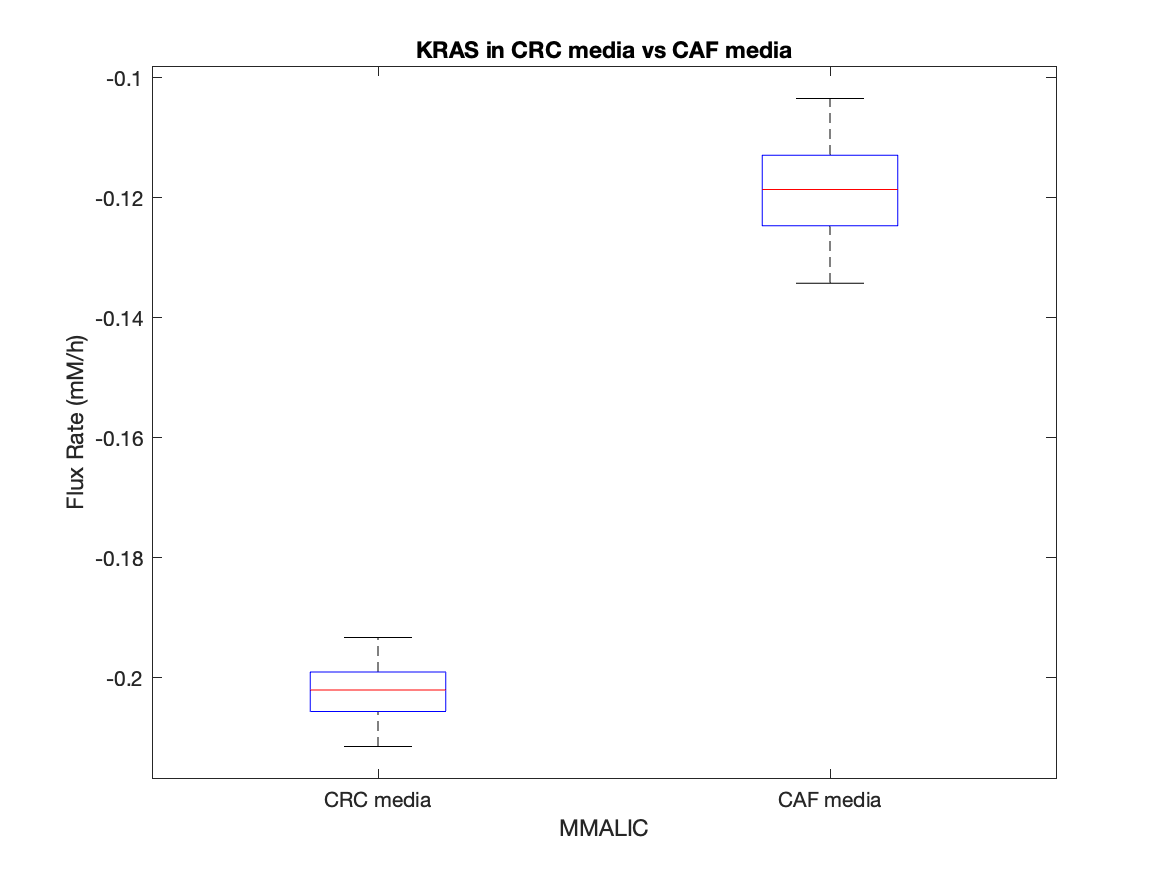 KRAS in CRC media vs CAF media
-0.1
-0.12
-0.14
-0.16
-0.18
-0.2
Flux Rate (mM/h)
CRC media
CAF media
MMALIC